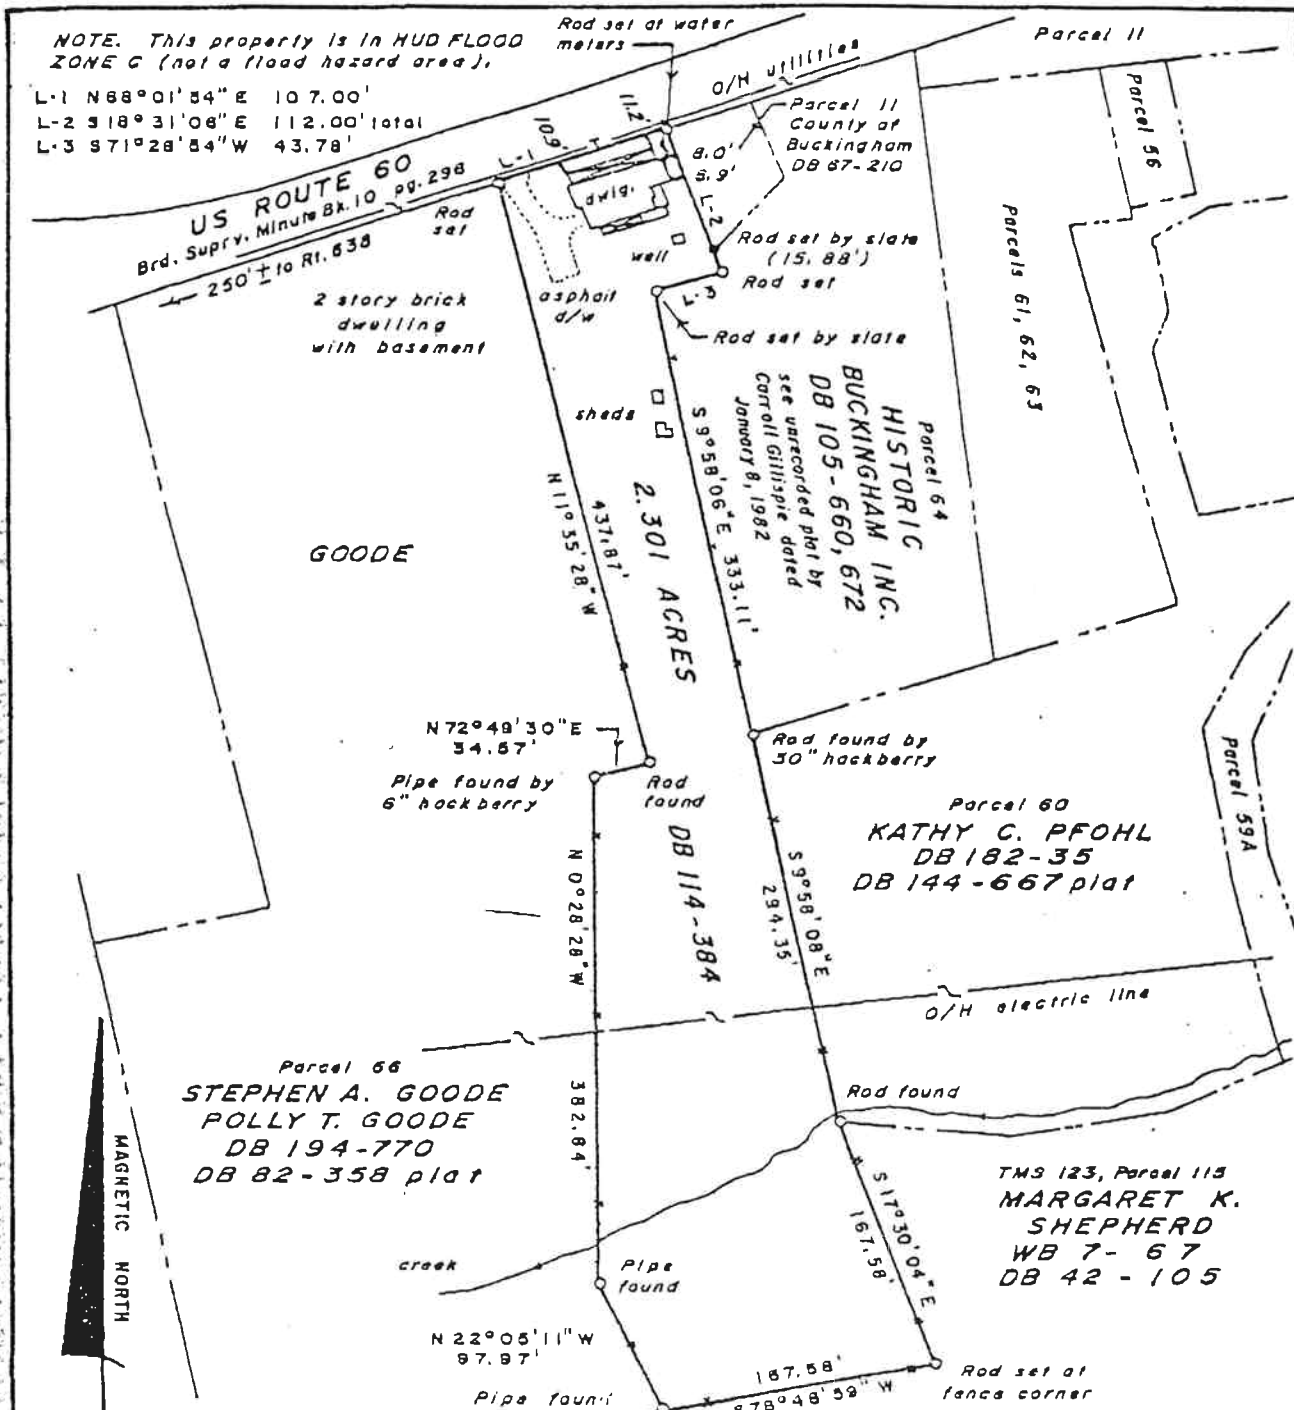 NOTE. This property is in HUD FLOOD
ZONE C (not a flood hazard area).
L-1 N68°01'54"E 107.00'
L-2 S18°31'06"E 112.00' total
L-3 S71°28'54"W 43.78'
Rod set at water
meters
O/H utilities
Parcel 11
Parcel 56
Parcel 11
County of
Buckingham
DB 67-210
11.2'
10.9'
8.0'
5.9'
L-1
US ROUTE 60
Brd. Suprv. Minute Bk. 10 pg. 298
250'± to Rt. 638
Rod
set
dwlg.
L-2
well
Rod set by slate
(15.88')
Rod set
L-3
asphalt
d/w
2 story brick
dwelling
with basement
Rod set by slate
Parcels 61, 62, 63
sheds
Parcel 64
HISTORIC
BUCKINGHAM INC.
DB 105-660, 672
see unrecorded plat by
Carroll Gillispie dated
January 8, 1982
S 9°58'06"E 333.11'
437.87'
N11°35'28"W
2.301 ACRES
GOODE
N72°49'30"E
34.57'
Pipe found by
6" hackberry
Rod
found
Rod found by
30" hackberry
Parcel 59A
Parcel 60
KATHY C. PFOHL
DB 182-35
DB 144-667 plat
DB 114-384
N 0°28'28"W
382.84'
S 9°58'08"E
294.35'
O/H electric line
Parcel 66
STEPHEN A. GOODE
POLLY T. GOODE
DB 194-770
DB 82-358 plat
Rod found
MAGNETIC NORTH
TMS 123, Parcel 115
MARGARET K.
SHEPHERD
WB 7-67
DB 42-105
S17°30'04"E
167.58'
creek
Pipe
found
N22°05'11"W
97.97'
Pipe found
167.58'
S78°48'59"W
Rod set at
fence corner